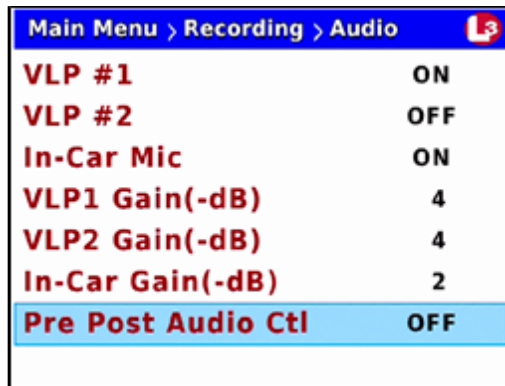 Main Menu > Recording > Audio L3
VLP #1 ON
VLP #2 OFF
In-Car Mic ON
VLP1 Gain(-dB) 4
VLP2 Gain(-dB) 4
In-Car Gain(-dB) 2
Pre Post Audio Ctl OFF